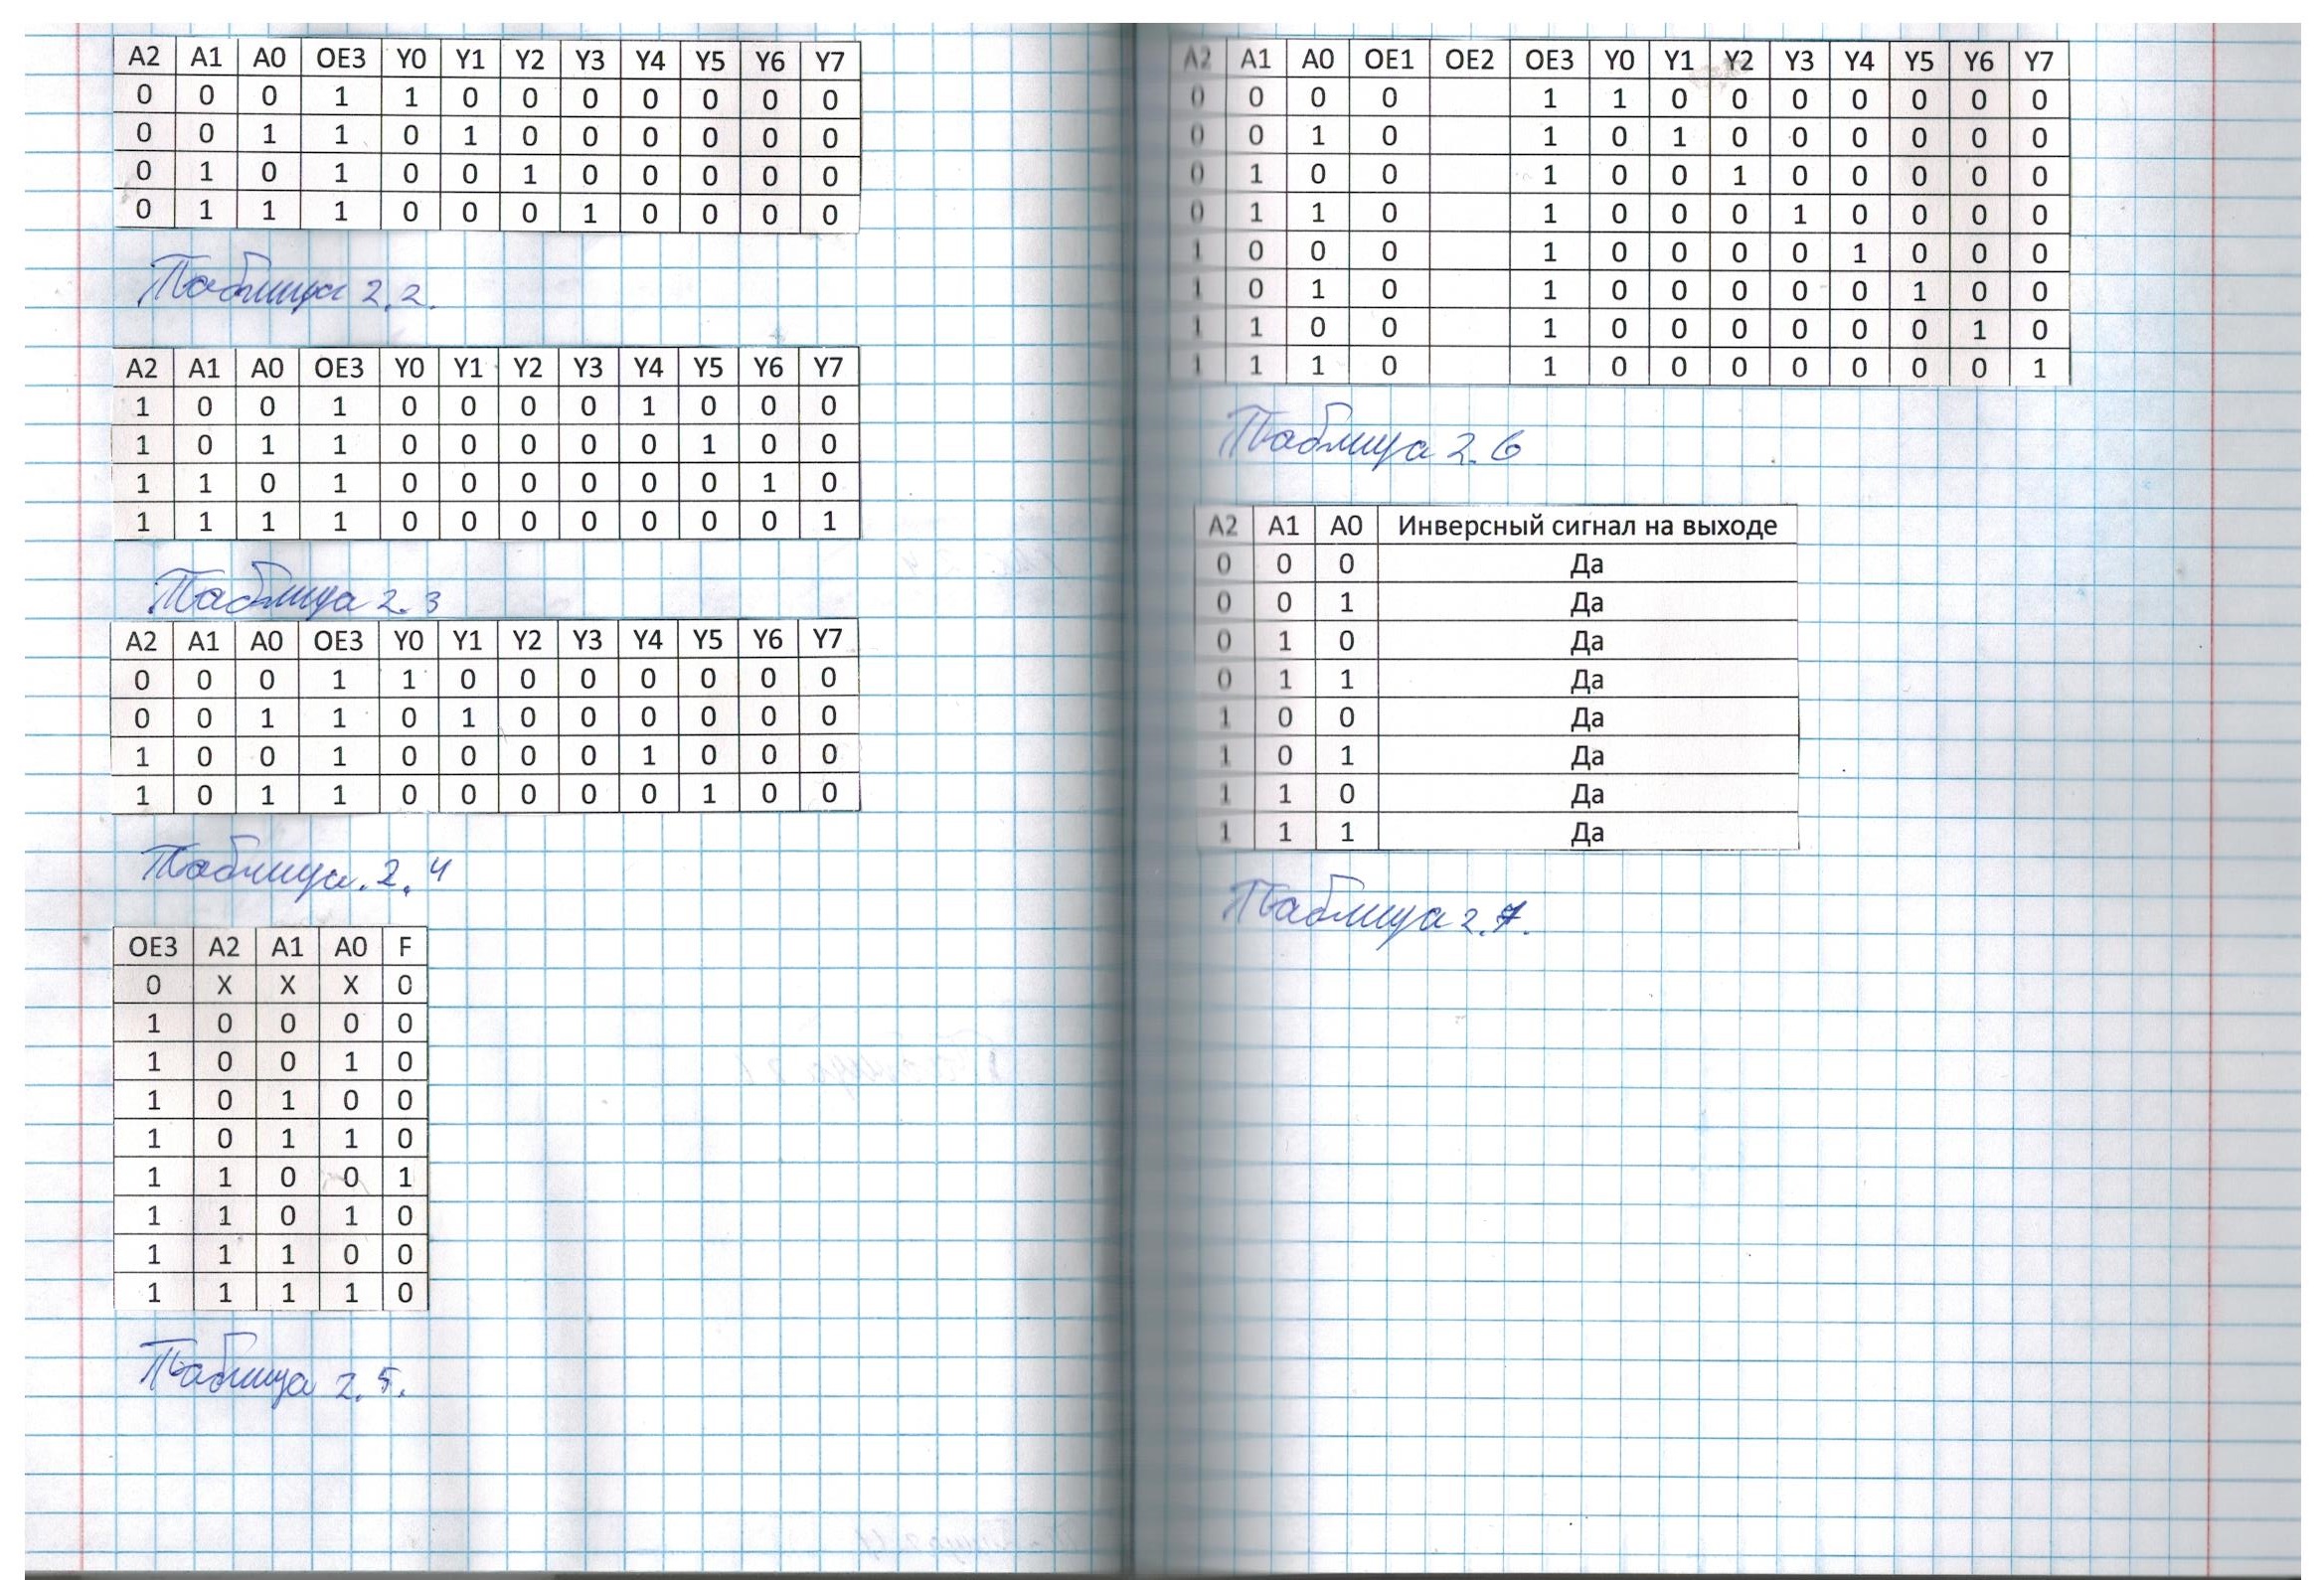 A2 A1 A0 OE3 Y0 Y1 Y2 Y3 Y4 Y5 Y6 Y7
0 0 0 1 1 0 0 0 0 0 0 0
0 0 1 1 0 1 0 0 0 0 0 0
0 1 0 1 0 0 1 0 0 0 0 0
0 1 1 1 0 0 0 1 0 0 0 0
Таблица 2.2.
A2 A1 A0 OE3 Y0 Y1 Y2 Y3 Y4 Y5 Y6 Y7
1 0 0 1 0 0 0 0 1 0 0 0
1 0 1 1 0 0 0 0 0 1 0 0
1 1 0 1 0 0 0 0 0 0 1 0
1 1 1 1 0 0 0 0 0 0 0 1
Таблица 2.3
A2 A1 A0 OE3 Y0 Y1 Y2 Y3 Y4 Y5 Y6 Y7
0 0 0 1 1 0 0 0 0 0 0 0
0 0 1 1 0 1 0 0 0 0 0 0
1 0 0 1 0 0 0 0 1 0 0 0
1 0 1 1 0 0 0 0 0 1 0 0
Таблица. 2.4
OE3 A2 A1 A0 F
0 X X X 0
1 0 0 0 0
1 0 0 1 0
1 0 1 0 0
1 0 1 1 0
1 1 0 0 1
1 1 0 1 0
1 1 1 0 0
1 1 1 1 0
Таблица 2.5.
A2 A1 A0 OE1 OE2 OE3 Y0 Y1 Y2 Y3 Y4 Y5 Y6 Y7
0 0 0 0 1 1 0 0 0 0 0 0 0
0 0 1 0 1 0 1 0 0 0 0 0 0
0 1 0 0 1 0 0 1 0 0 0 0 0
0 1 1 0 1 0 0 0 1 0 0 0 0
1 0 0 0 1 0 0 0 0 1 0 0 0
1 0 1 0 1 0 0 0 0 0 1 0 0
1 1 0 0 1 0 0 0 0 0 0 1 0
1 1 1 0 1 0 0 0 0 0 0 0 1
Таблица 2.6
A2 A1 A0 Инверсный сигнал на выходе
0 0 0 Да
0 0 1 Да
0 1 0 Да
0 1 1 Да
1 0 0 Да
1 0 1 Да
1 1 0 Да
1 1 1 Да
Таблица 2.7.